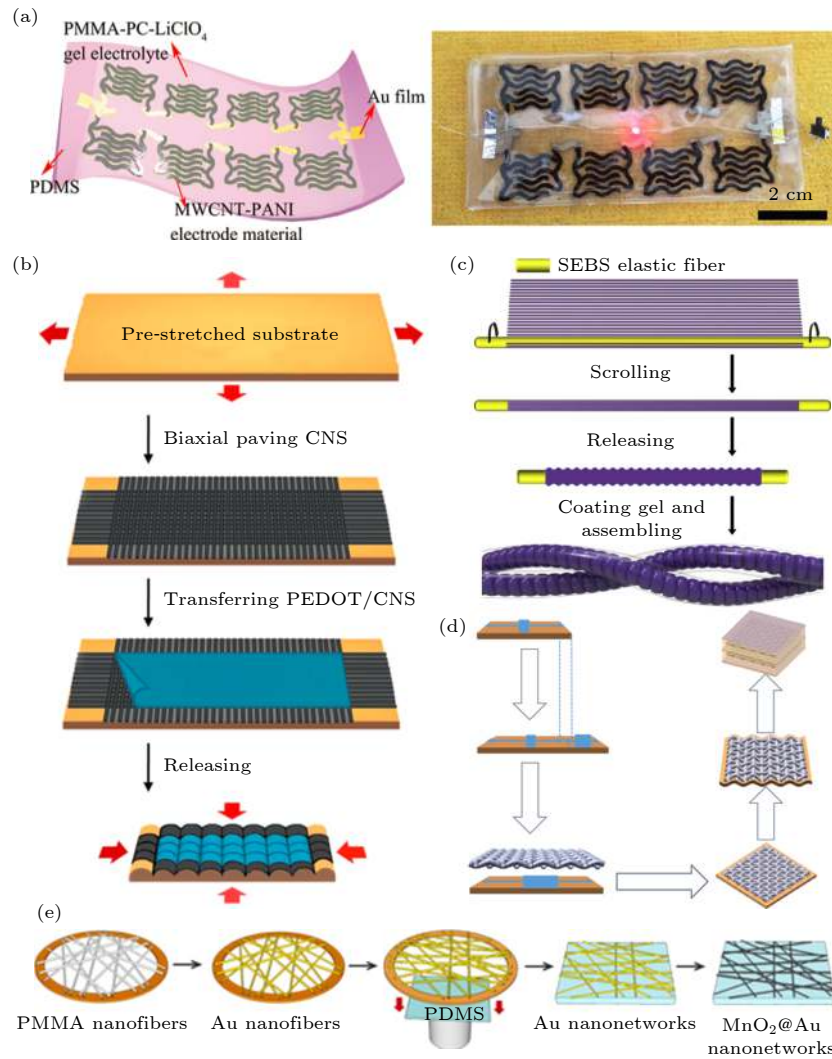 (a)
PMMA-PC-LiClO₄
gel electrolyte
Au film
PDMS
MWCNT-PANI
electrode material
2 cm
(b)
Pre-stretched substrate
Biaxial paving CNS
Transferring PEDOT/CNS
Releasing
(c)
SEBS elastic fiber
Scrolling
Releasing
Coating gel and
assembling
(d)
(e)
PMMA nanofibers
Au nanofibers
PDMS
Au nanonetworks
MnO₂@Au
nanonetworks